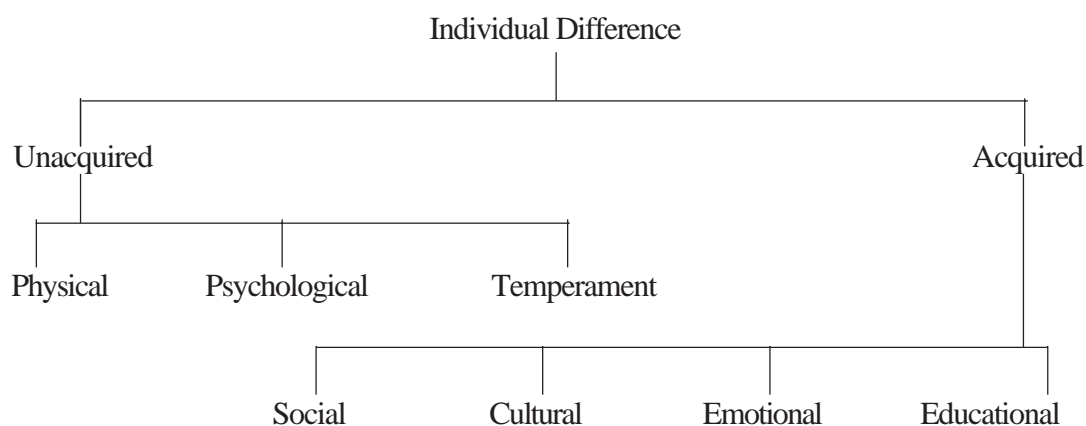 Individual Difference
Unacquired Acquired
Physical Psychological Temperament
Social Cultural Emotional Educational